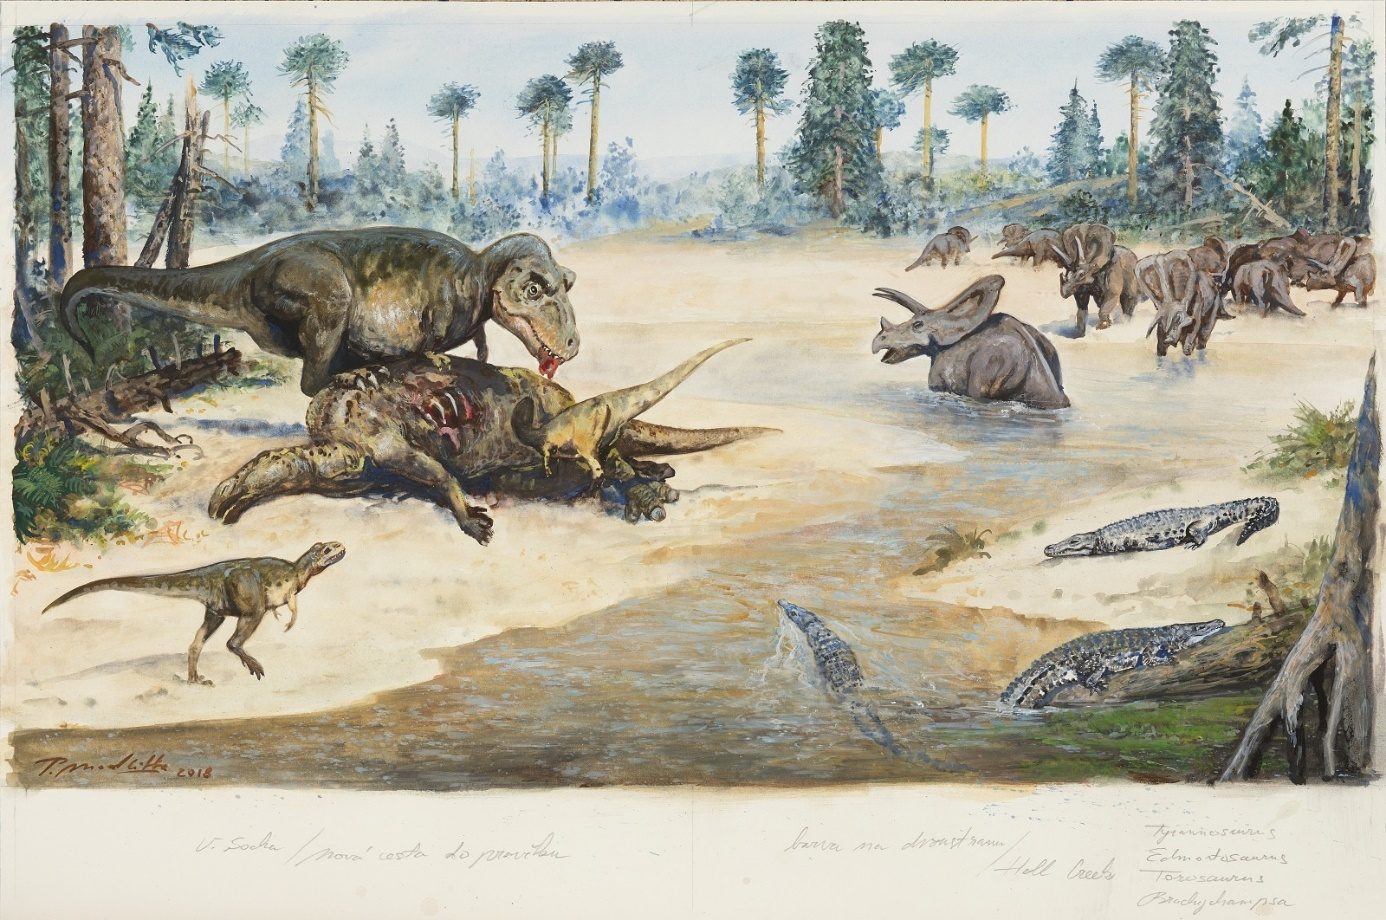 P. Modlitba 2018
V. Socha / nová cesta do pravěku
barva na dvoustranu / Hell Creek
Tyrannosaurus
Edmontosaurus
Torosaurus
Brachychampsa